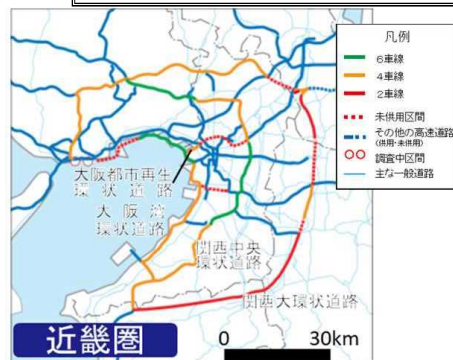 凡例
6車線
4車線
2車線
未供用区間
その他の高速道路
(供用・未供用)
調査中区間
主な一般道路
大阪都市再生
環状道路
大阪湾
環状道路
関西中央
環状道路
関西大環状道路
近畿圏
0 30km